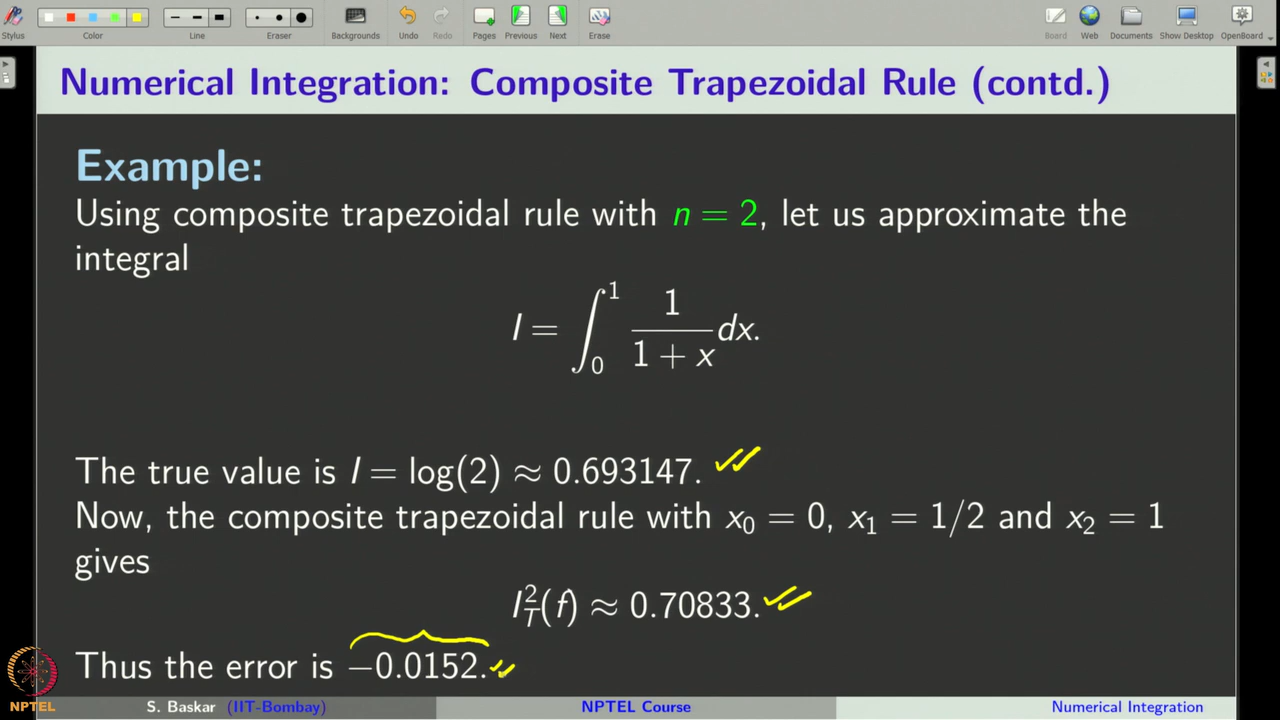 Stylus Color Line Eraser Backgrounds Undo Redo Pages Previous Next Erase Board Web Documents Show Desktop OpenBoard
Numerical Integration: Composite Trapezoidal Rule (contd.)
Example:
Using composite trapezoidal rule with n = 2, let us approximate the
integral
I = ∫₀¹ 1/(1 + x) dx.
The true value is I = log(2) ≈ 0.693147.
Now, the composite trapezoidal rule with x₀ = 0, x₁ = 1/2 and x₂ = 1
gives
I²_T(f) ≈ 0.70833.
Thus the error is −0.0152.
NPTEL
S. Baskar (IIT-Bombay) NPTEL Course Numerical Integration